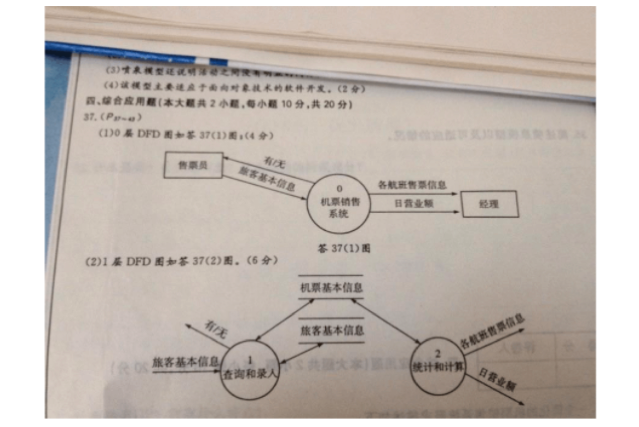 (3)喷泉模型
(4)该模型主要适应于面向对象技术的软件开发。(2分)
四、综合应用题(本大题共2小题,每小题10分,共20分)
37.(P37-43)
(1)0层DFD图如答37(1)图:(4分)
售票员
有/无
旅客基本信息
0
机票销售
系统
各航班售票信息
日营业额
经理
答37(1)图
(2)1层DFD图如答37(2)图。(6分)
机票基本信息
旅客基本信息
有/无
旅客基本信息
1
查询和录入
2
统计和计算
各航班售票信息
日营业额